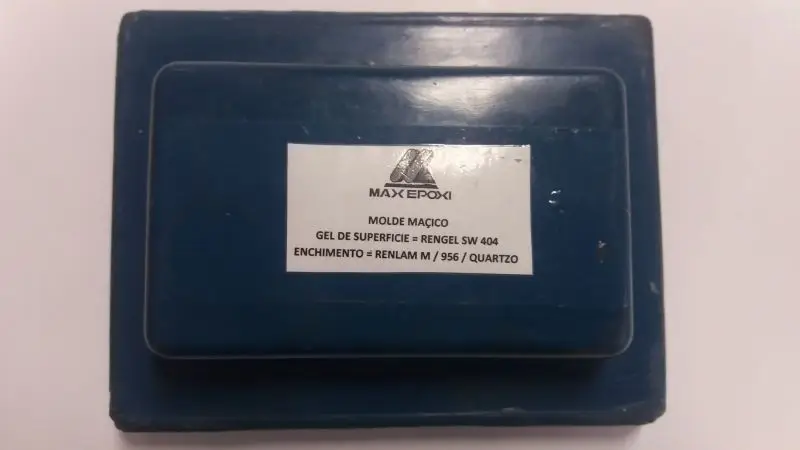 MAX EPOXI
MOLDE MAÇICO
GEL DE SUPERFICIE = RENGEL SW 404
ENCHIMENTO = RENLAM M / 956 / QUARTZO